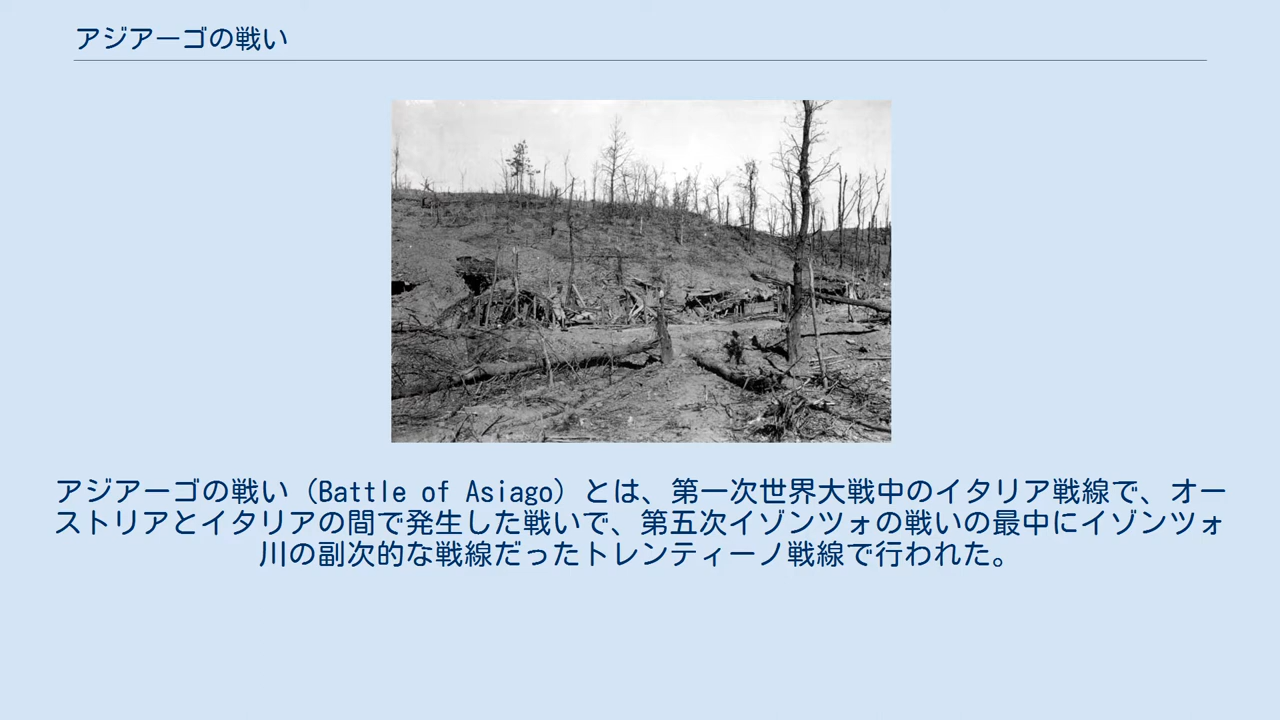 アジアーゴの戦い
アジアーゴの戦い（Battle of Asiago）とは、第一次世界大戦中のイタリア戦線で、オー
ストリアとイタリアの間で発生した戦いで、第五次イゾンツォの戦いの最中にイゾンツォ
川の副次的な戦線だったトレンティーノ戦線で行われた。